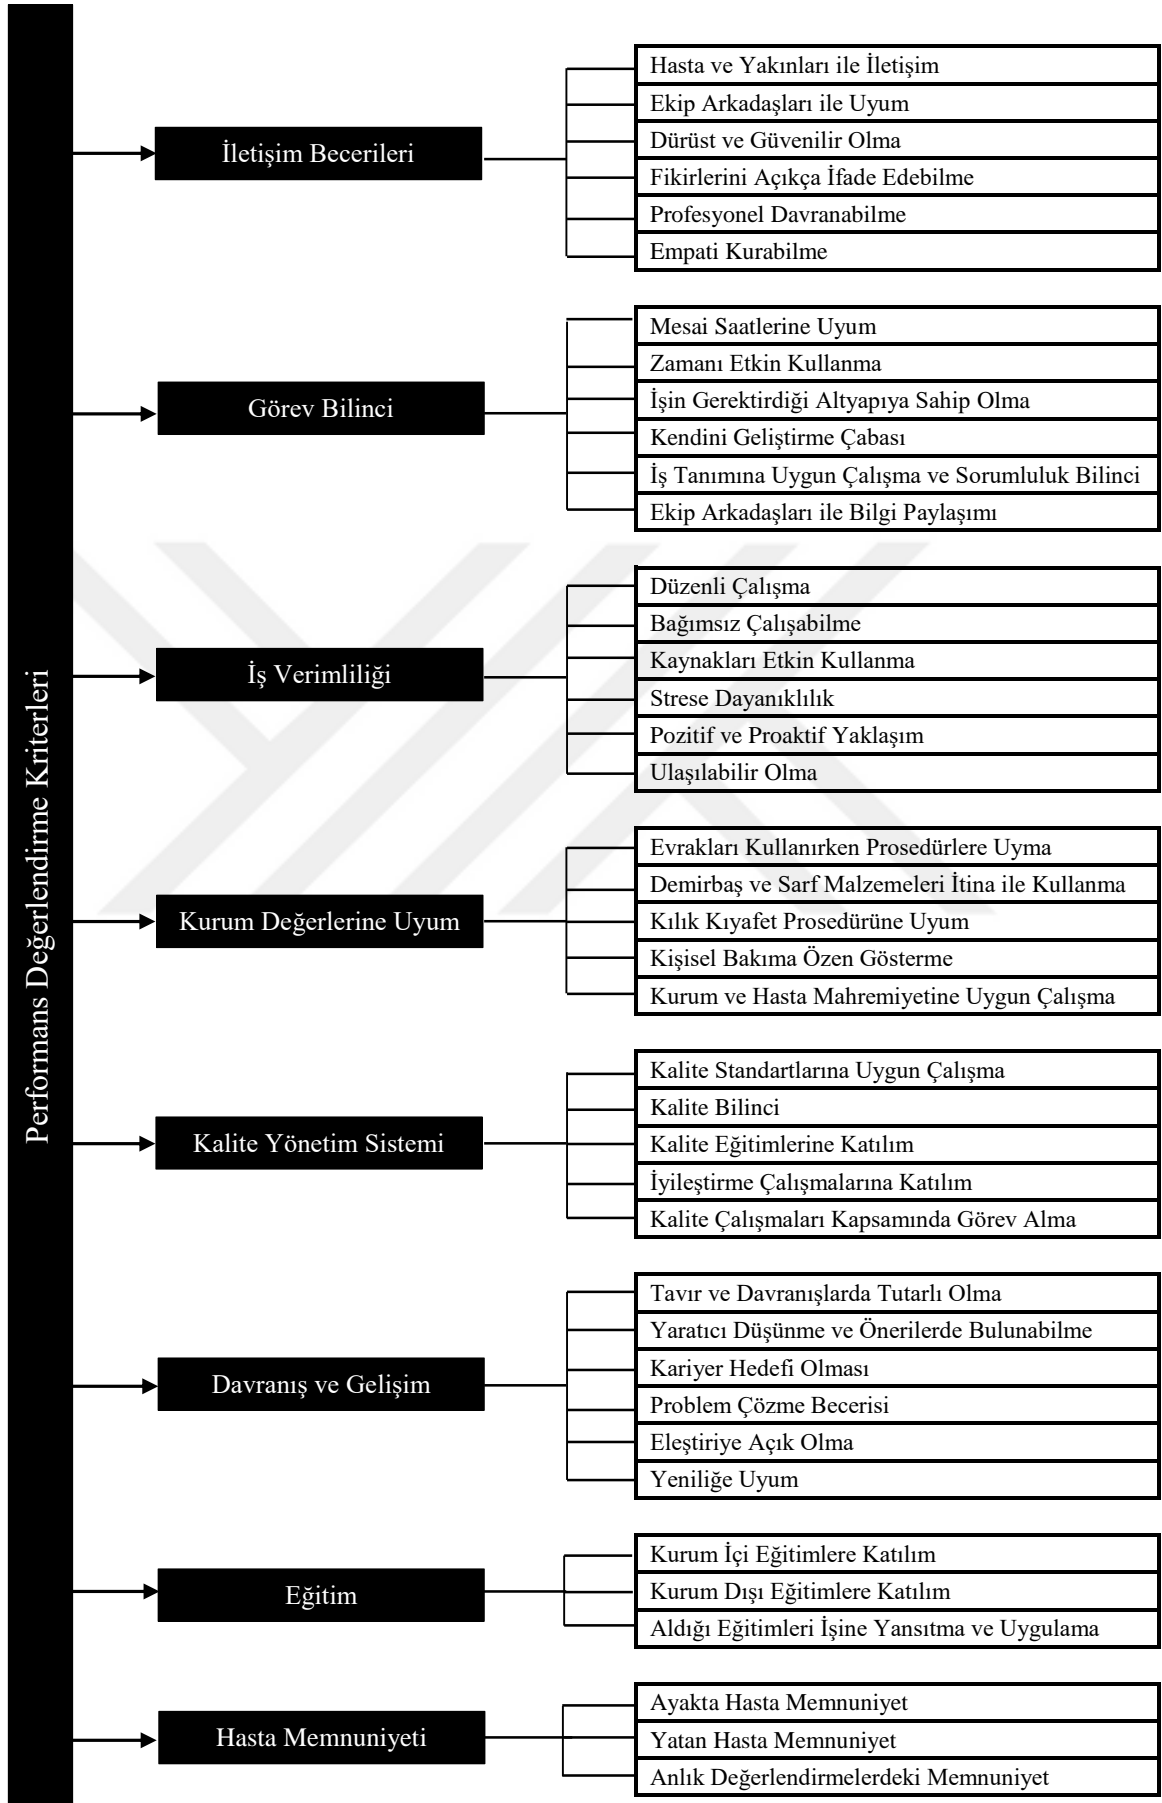 Performans Değerlendirme Kriterleri
İletişim Becerileri
Hasta ve Yakınları ile İletişim
Ekip Arkadaşları ile Uyum
Dürüst ve Güvenilir Olma
Fikirlerini Açıkça İfade Edebilme
Profesyonel Davranabilme
Empati Kurabilme
Görev Bilinci
Mesai Saatlerine Uyum
Zamanı Etkin Kullanma
İşin Gerektirdiği Altyapıya Sahip Olma
Kendini Geliştirme Çabası
İş Tanımına Uygun Çalışma ve Sorumluluk Bilinci
Ekip Arkadaşları ile Bilgi Paylaşımı
İş Verimliliği
Düzenli Çalışma
Bağımsız Çalışabilme
Kaynakları Etkin Kullanma
Strese Dayanıklılık
Pozitif ve Proaktif Yaklaşım
Ulaşılabilir Olma
Kurum Değerlerine Uyum
Evrakları Kullanırken Prosedürlere Uyma
Demirbaş ve Sarf Malzemeleri İtina ile Kullanma
Kılık Kıyafet Prosedürüne Uyum
Kişisel Bakıma Özen Gösterme
Kurum ve Hasta Mahremiyetine Uygun Çalışma
Kalite Yönetim Sistemi
Kalite Standartlarına Uygun Çalışma
Kalite Bilinci
Kalite Eğitimlerine Katılım
İyileştirme Çalışmalarına Katılım
Kalite Çalışmaları Kapsamında Görev Alma
Davranış ve Gelişim
Tavır ve Davranışlarda Tutarlı Olma
Yaratıcı Düşünme ve Önerilerde Bulunabilme
Kariyer Hedefi Olması
Problem Çözme Becerisi
Eleştiriye Açık Olma
Yeniliğe Uyum
Eğitim
Kurum İçi Eğitimlere Katılım
Kurum Dışı Eğitimlere Katılım
Aldığı Eğitimleri İşine Yansıtma ve Uygulama
Hasta Memnuniyeti
Ayakta Hasta Memnuniyet
Yatan Hasta Memnuniyet
Anlık Değerlendirmelerdeki Memnuniyet